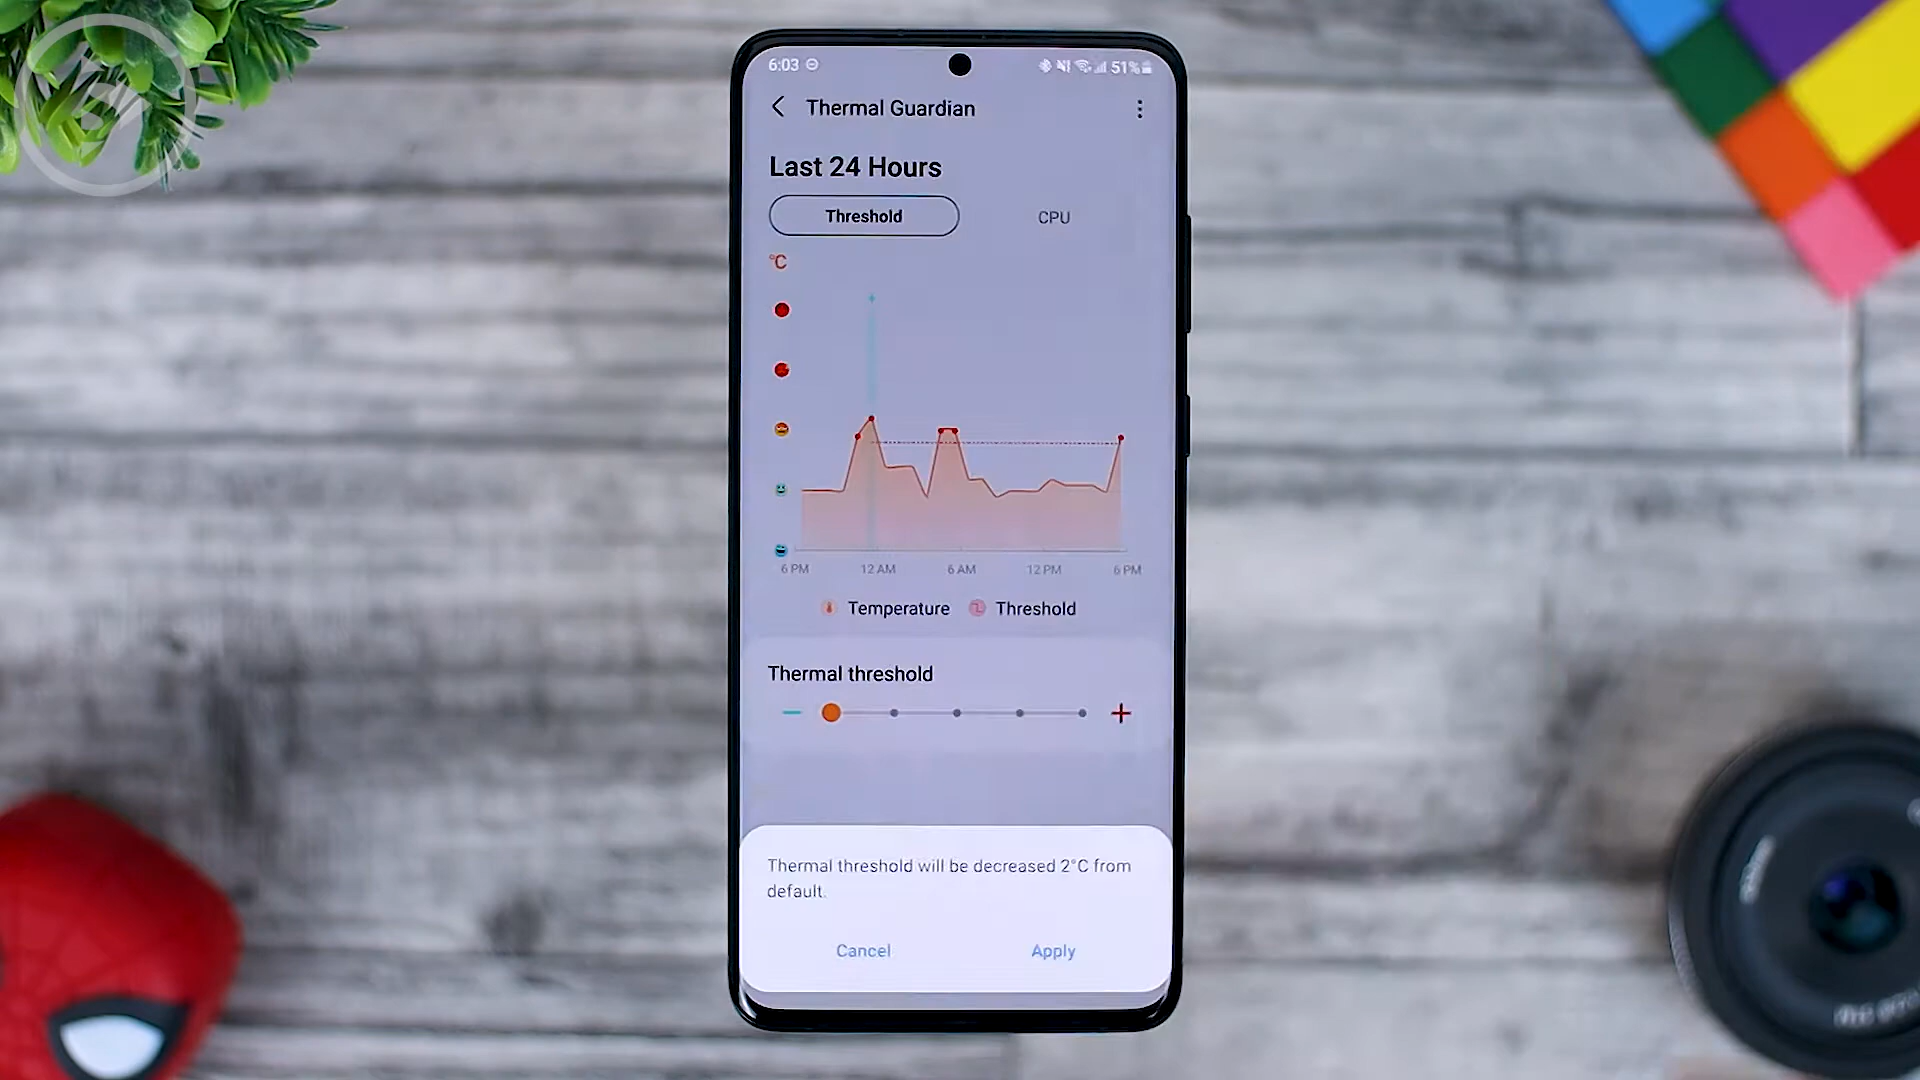 6:03
51%
Thermal Guardian
Last 24 Hours
Threshold
CPU
°C
6 PM
12 AM
6 AM
12 PM
6 PM
Temperature
Threshold
Thermal threshold
Thermal threshold will be decreased 2°C from
default.
Cancel
Apply